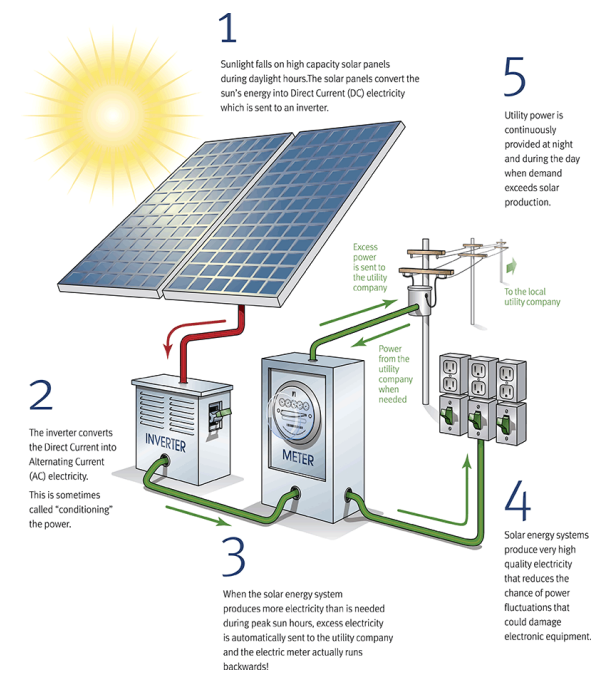 1
Sunlight falls on high capacity solar panels
during daylight hours.The solar panels convert the
sun's energy into Direct Current (DC) electricity
which is sent to an inverter.
5
Utility power is
continuously
provided at night
and during the day
when demand
exceeds solar
production.
Excess
power
is sent to
the utility
company
To the local
utility company
Power
from the
utility
company
when
needed
2
The inverter converts
the Direct Current into
Alternating Current
(AC) electricity.
This is sometimes
called “conditioning”
the power.
INVERTER
METER
3
When the solar energy system
produces more electricity than is needed
during peak sun hours, excess electricity
is automatically sent to the utility company
and the electric meter actually runs
backwards!
4
Solar energy systems
produce very high
quality electricity
that reduces the
chance of power
fluctuations that
could damage
electronic equipment.